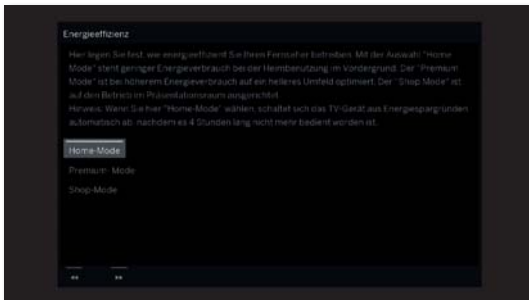 Energieeffizienz
Hier legen Sie fest, wie energieeffizient Sie Ihren Fernseher betreiben. Mit der Auswahl "Home
Mode" steht geringer Energieverbrauch bei der Heimbenutzung im Vordergrund. Der "Premium
Mode" ist bei höherem Energieverbrauch auf ein helleres Umfeld optimiert. Der "Shop Mode" ist
auf den Betrieb im Präsentationsraum ausgerichtet.
Hinweis: Wenn Sie hier "Home-Mode" wählen, schaltet sich das TV-Gerät aus Energiespargründen
automatisch ab, nachdem es 4 Stunden lang nicht mehr bedient worden ist.
Home-Mode
Premium- Mode
Shop-Mode